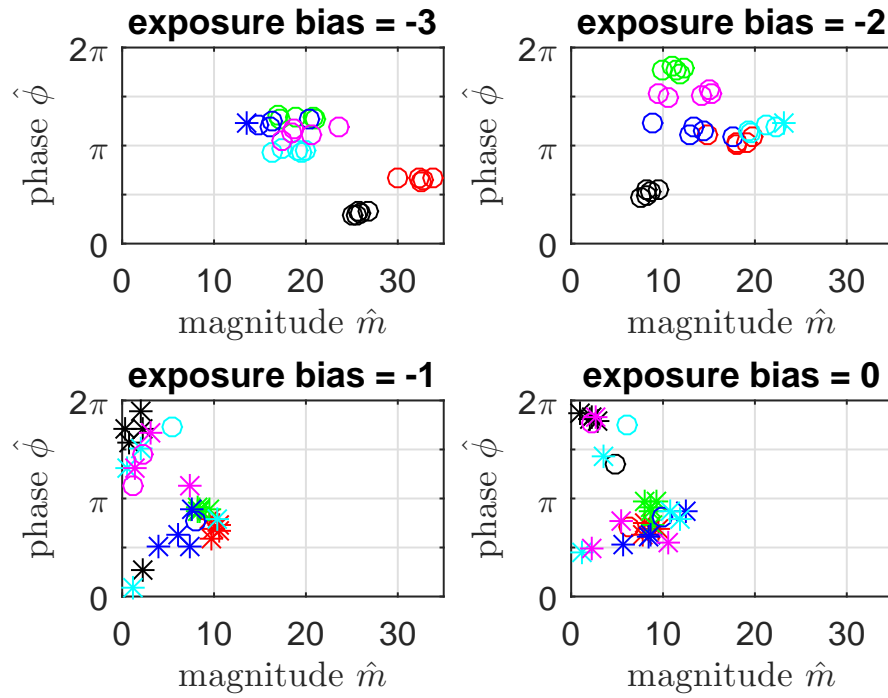 exposure bias = -3
exposure bias = -2
2π
π
0
phase ϕ̂
0 10 20 30
magnitude m̂
2π
π
0
phase ϕ̂
0 10 20 30
magnitude m̂
exposure bias = -1
exposure bias = 0
2π
π
0
phase ϕ̂
0 10 20 30
magnitude m̂
2π
π
0
phase ϕ̂
0 10 20 30
magnitude m̂